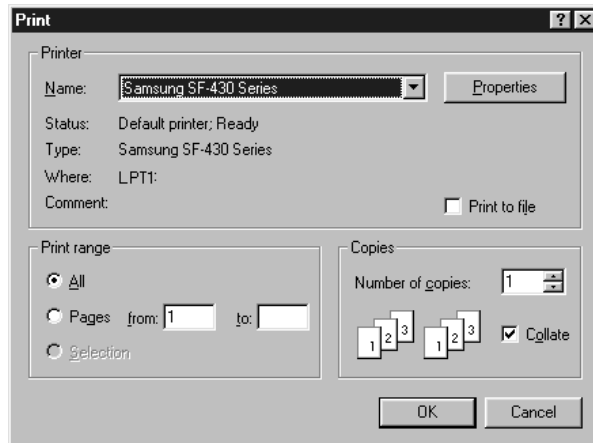 Print
Printer
Name: Samsung SF-430 Series Properties
Status: Default printer; Ready
Type: Samsung SF-430 Series
Where: LPT1:
Comment: Print to file
Print range
All
Pages from: 1 to:
Selection
Copies
Number of copies: 1
1 2 3 1 2 3 Collate
OK Cancel